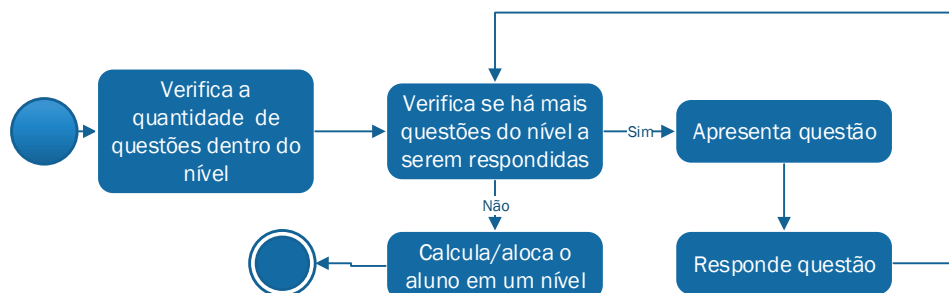 Verifica a
quantidade de
questões dentro do
nível
Verifica se há mais
questões do nível a
serem respondidas
Sim
Apresenta questão
Não
Calcula/aloca o
aluno em um nível
Responde questão